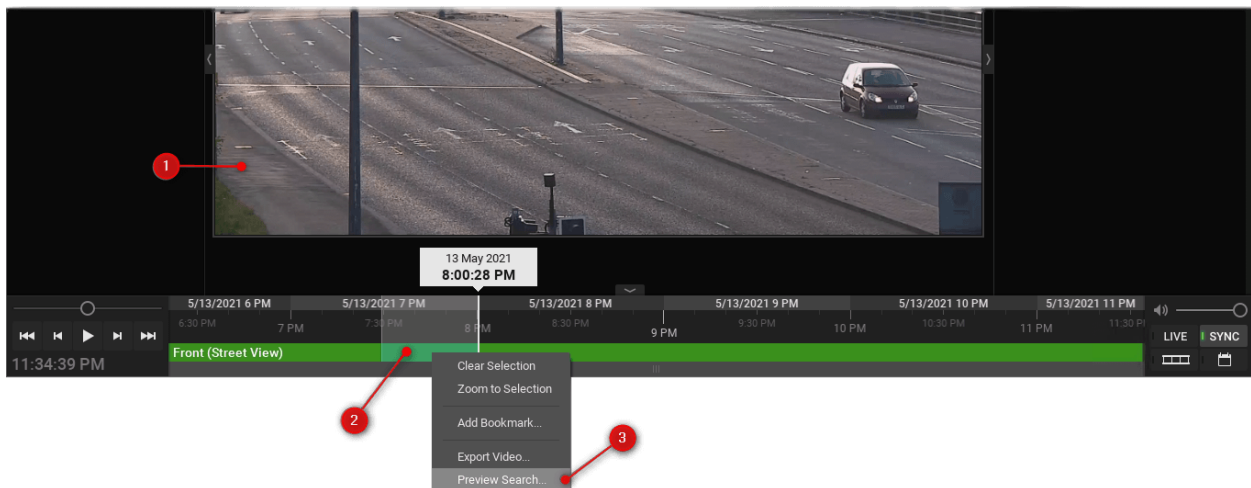 1
13 May 2021
8:00:28 PM
5/13/2021 6 PM 5/13/2021 7 PM 5/13/2021 8 PM 5/13/2021 9 PM 5/13/2021 10 PM 5/13/2021 11 PM
6:30 PM 7 PM 7:30 PM 8 PM 8:30 PM 9 PM 9:30 PM 10 PM 10:30 PM 11 PM 11:30 P
LIVE SYNC
Front (Street View)
11:34:39 PM
Clear Selection
Zoom to Selection
2
Add Bookmark...
3
Export Video...
Preview Search...